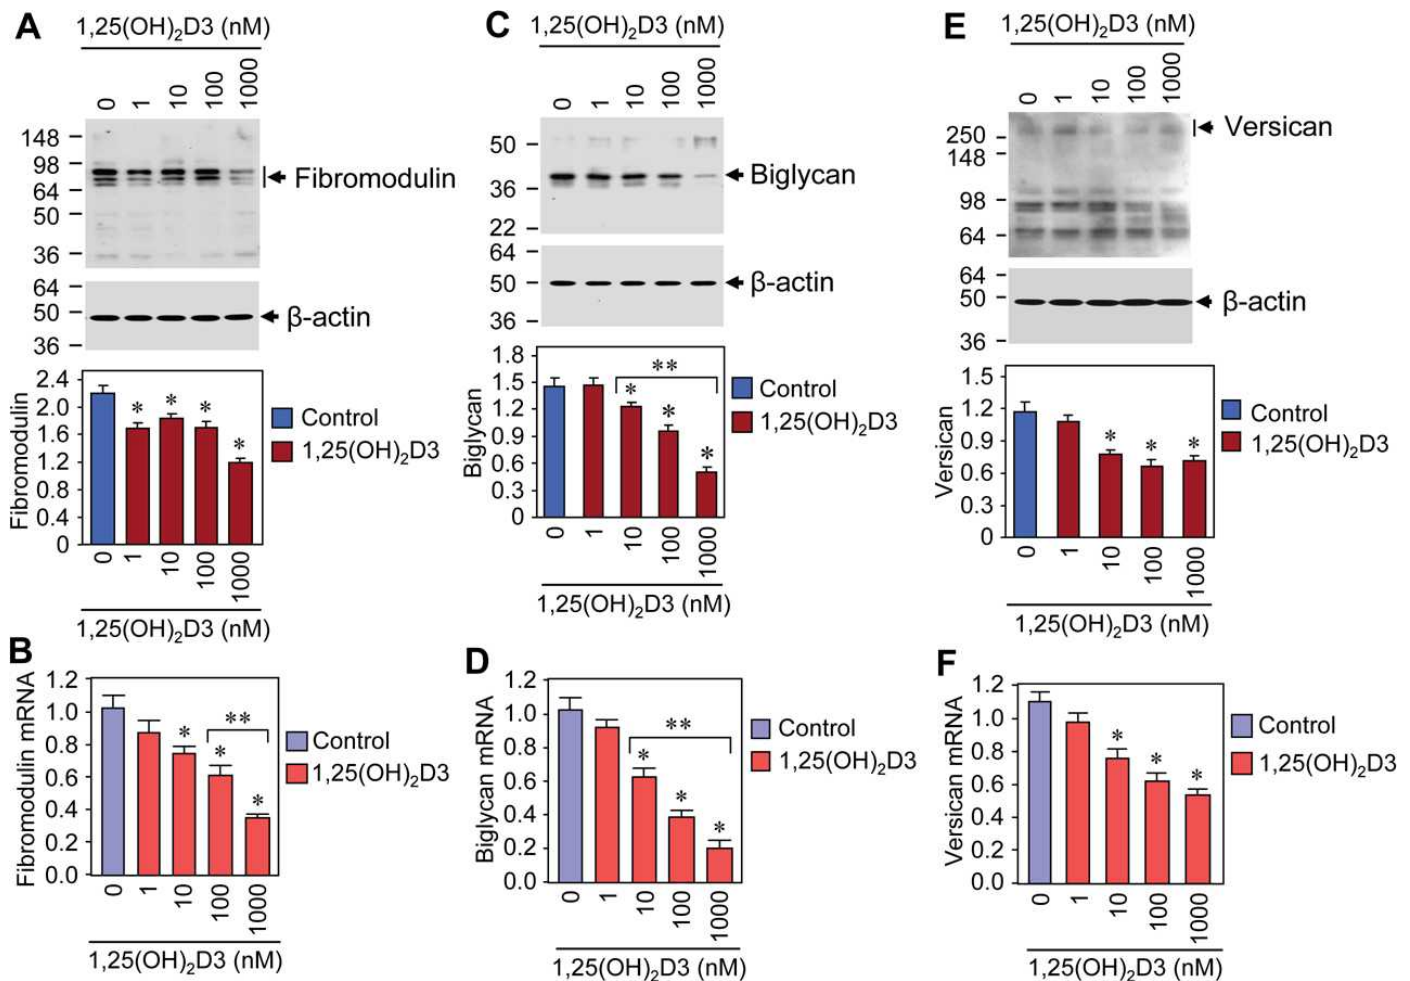 A
1,25(OH)₂D3 (nM)
0 1 10 100 1000
148
98
64
50
36
Fibromodulin
64
50
36
β-actin
2.4
2.0
1.6
1.2
0.8
0.4
0
Fibromodulin
* * * *
Control
1,25(OH)₂D3
0 1 10 100 1000
1,25(OH)₂D3 (nM)
B
Fibromodulin mRNA
1.2
1.0
0.8
0.6
0.4
0.2
0.0
**
* * *
Control
1,25(OH)₂D3
0 1 10 100 1000
1,25(OH)₂D3 (nM)
C
1,25(OH)₂D3 (nM)
0 1 10 100 1000
50
36
22
Biglycan
64
50
36
β-actin
Biglycan
1.8
1.5
1.2
0.9
0.6
0.3
0
**
* * *
Control
1,25(OH)₂D3
0 1 10 100 1000
1,25(OH)₂D3 (nM)
D
Biglycan mRNA
1.2
1.0
0.8
0.6
0.4
0.2
0.0
**
* * *
Control
1,25(OH)₂D3
0 1 10 100 1000
1,25(OH)₂D3 (nM)
E
1,25(OH)₂D3 (nM)
0 1 10 100 1000
250
148
98
64
Versican
64
50
36
β-actin
Versican
1.5
1.2
0.9
0.6
0.3
0
* * *
Control
1,25(OH)₂D3
0 1 10 100 1000
1,25(OH)₂D3 (nM)
F
Versican mRNA
1.2
1.0
0.8
0.6
0.4
0.2
0.0
* * *
Control
1,25(OH)₂D3
0 1 10 100 1000
1,25(OH)₂D3 (nM)